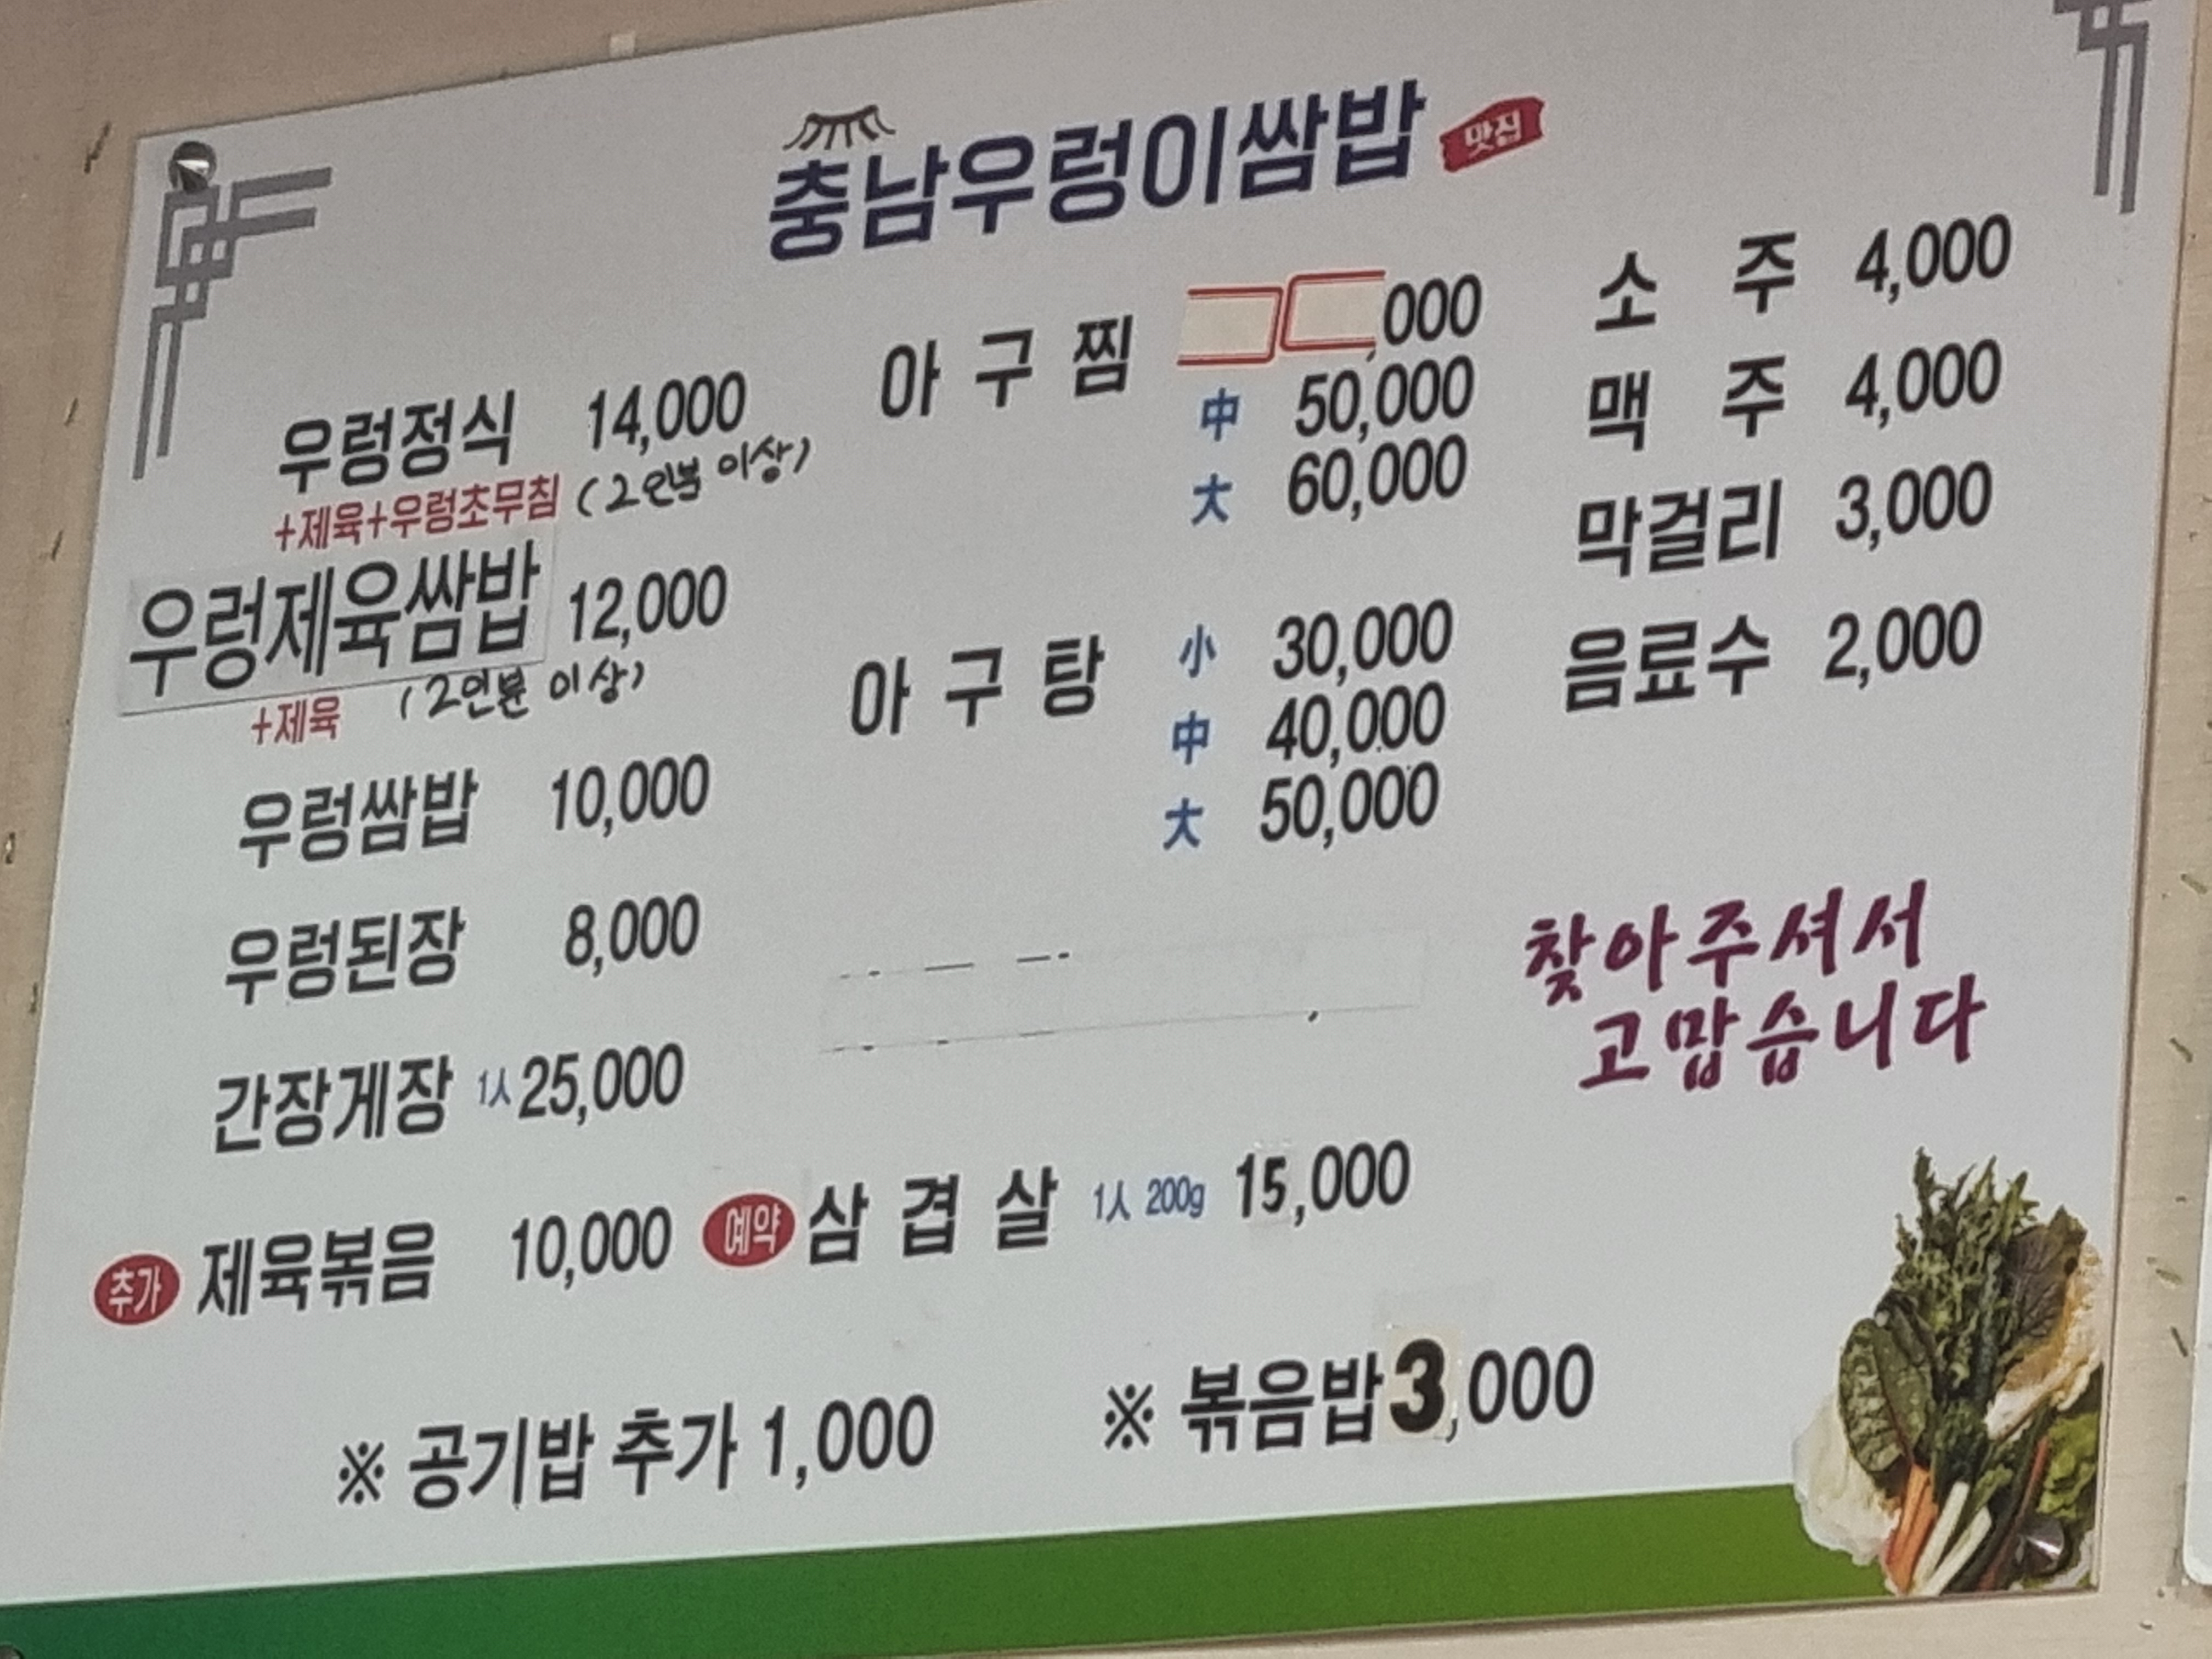 충남우렁이쌈밥 맛집
우렁정식 14,000
+제육+우렁초무침 (2인분 이상)
우렁제육쌈밥 12,000
+제육 (2인분 이상)
우렁쌈밥 10,000
우렁된장 8,000
간장게장 1人 25,000
추가 제육볶음 10,000
아구찜 ,000
中 50,000
大 60,000
아구탕 小 30,000
中 40,000
大 50,000
예약 삼겹살 1人 200g 15,000
소주 4,000
맥주 4,000
막걸리 3,000
음료수 2,000
찾아주셔서
고맙습니다
※ 공기밥 추가 1,000
※ 볶음밥 3,000